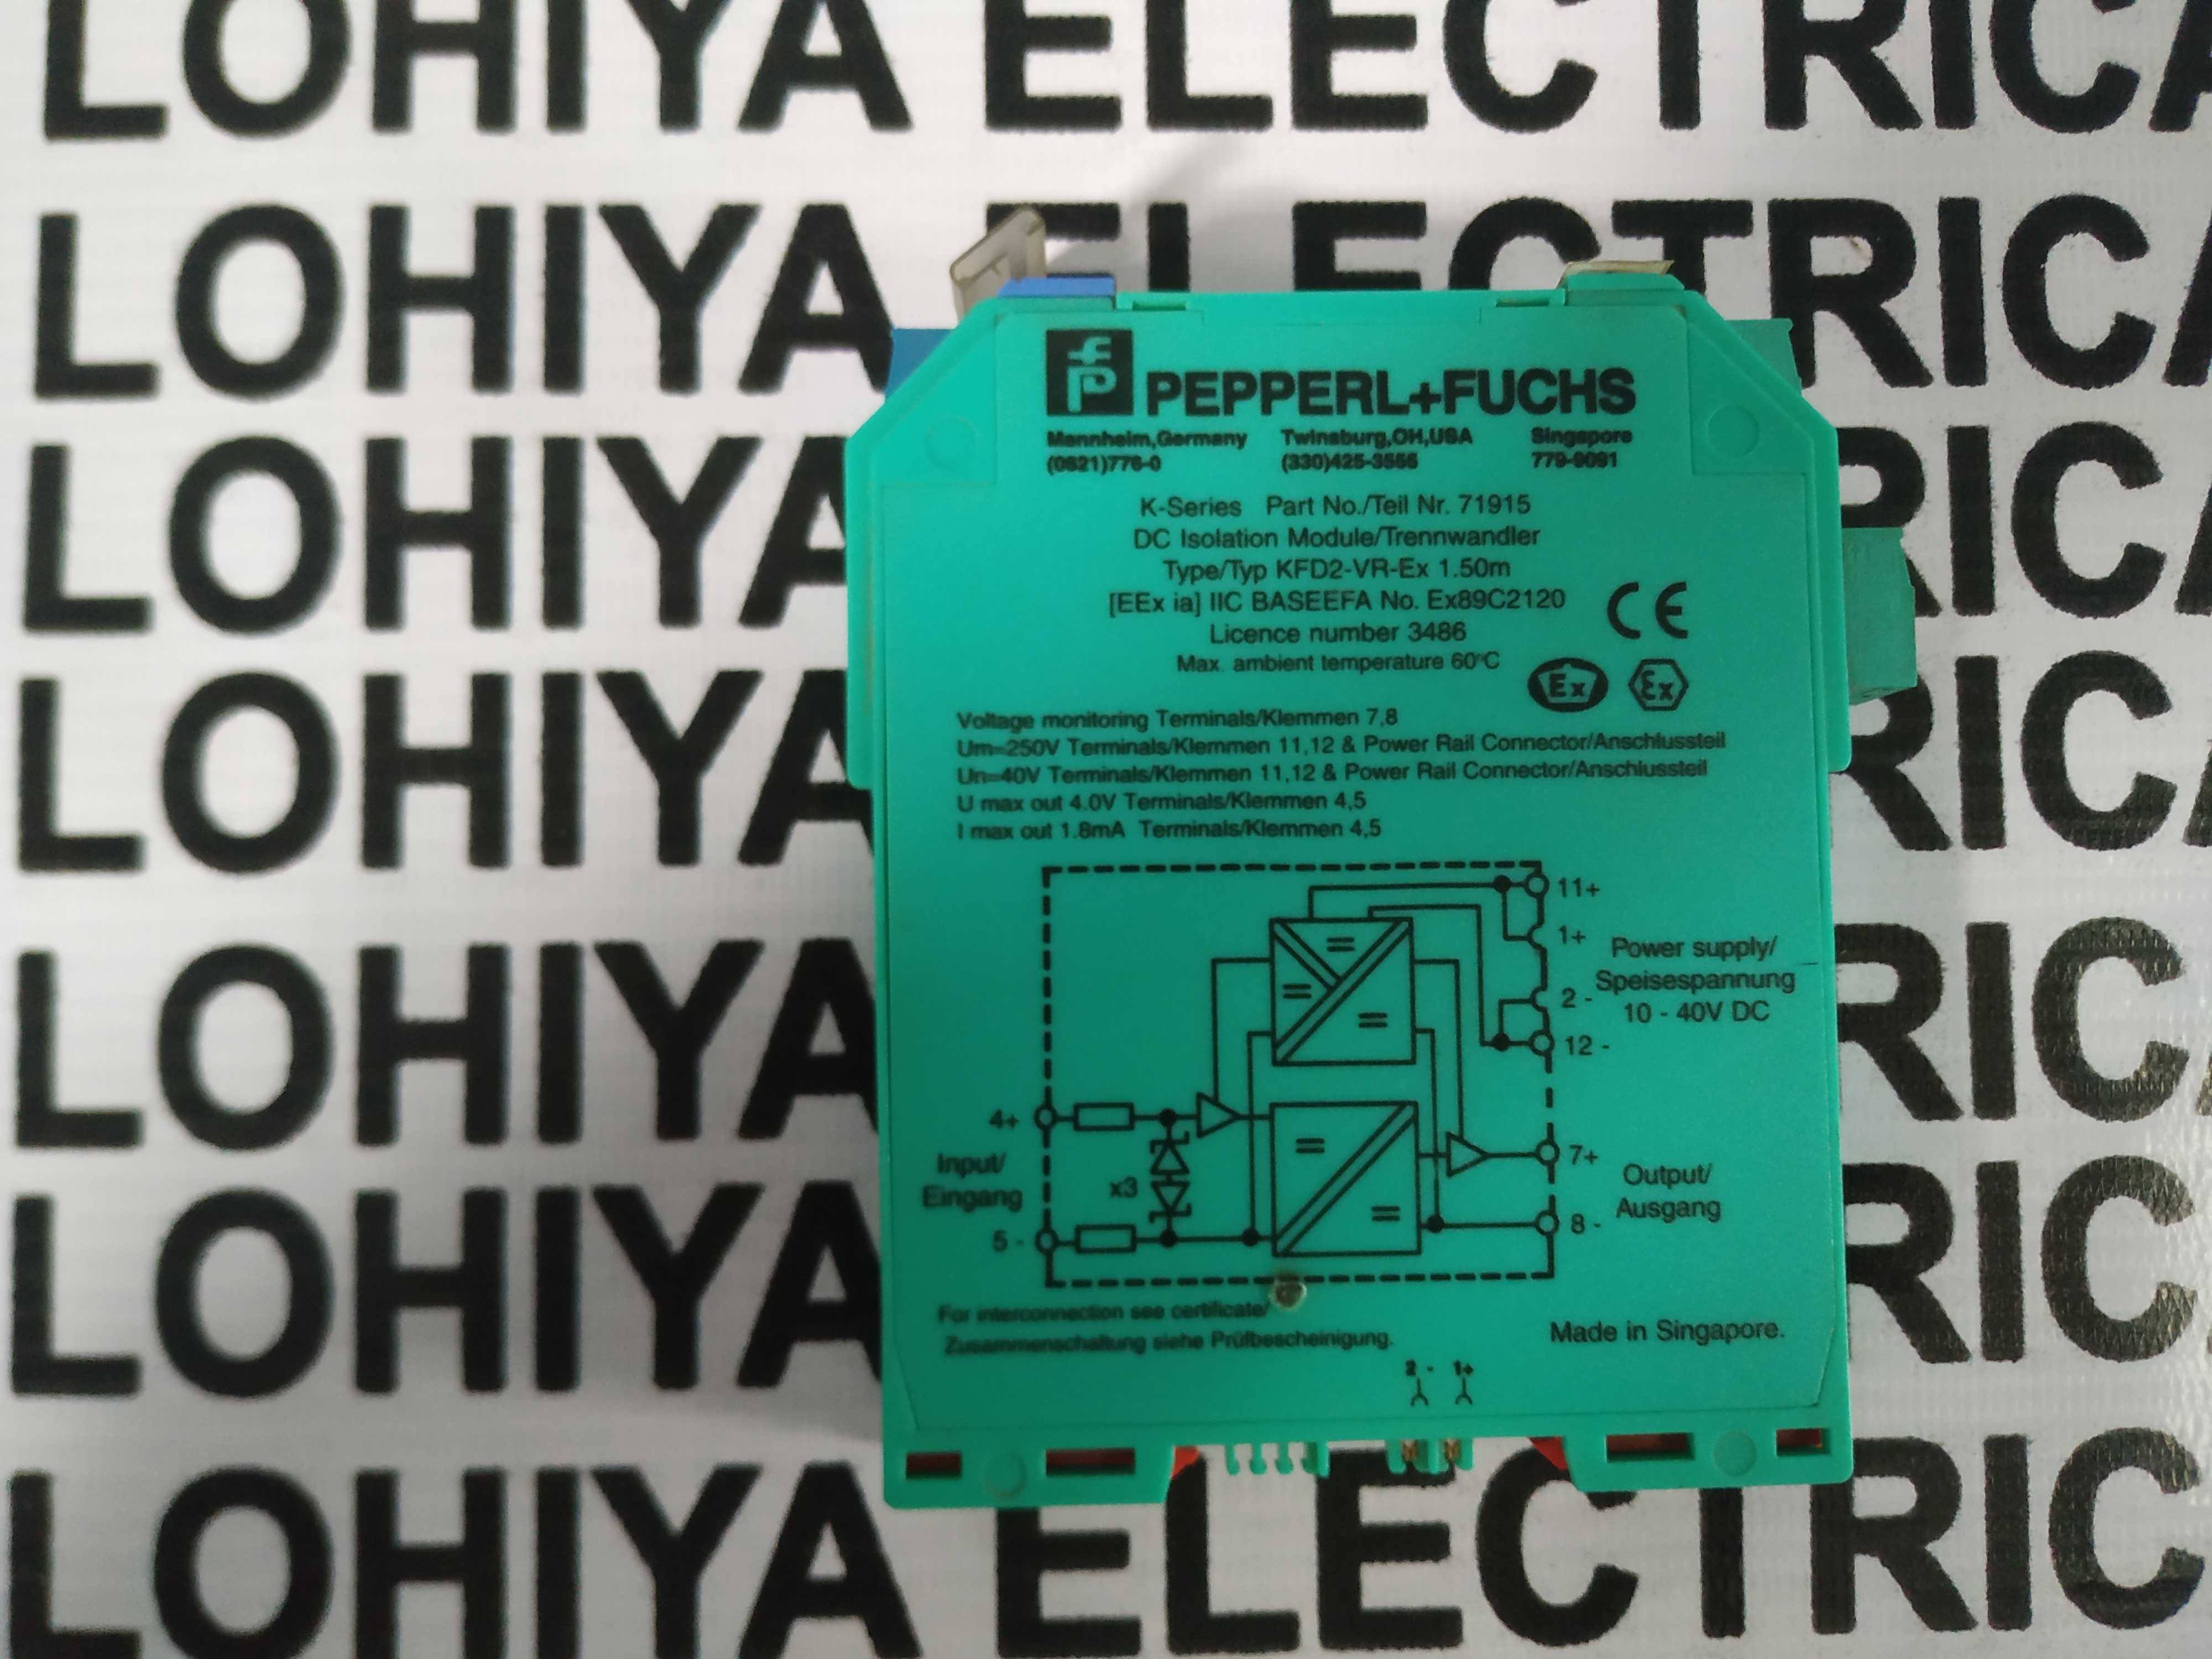 LOHIYA ELECTRICA
LOHIYA ELECTRICA
LOHIYA RICA
LOHIYA RICA
LOHIYA RICA
LOHIYA RICA
LOHIYA ELECTRIC
PEPPERL+FUCHS
Mannheim,Germany Twinsburg,OH,USA Singapore
(0621)776-0 (330)425-3555 779-9091
K-Series Part No./Teil Nr. 71915
DC Isolation Module/Trennwandler
Type/Typ KFD2-VR-Ex 1.50m
[EEx ia] IIC BASEEFA No. Ex89C2120
CE
Licence number 3486
Max. ambient temperature 60°C
Ex Ex
Voltage monitoring Terminals/Klemmen 7,8
Um=250V Terminals/Klemmen 11,12 & Power Rail Connector/Anschlussteil
Un=40V Terminals/Klemmen 11,12 & Power Rail Connector/Anschlussteil
U max out 4.0V Terminals/Klemmen 4,5
I max out 1.8mA Terminals/Klemmen 4,5
11+
1+
Power supply/
Speisespannung
10 - 40V DC
2 -
12 -
4+
Input/
Eingang
5 -
x3
7+
Output/
Ausgang
8 -
For interconnection see certificate/
Zusammenschaltung siehe Prüfbescheinigung.
Made in Singapore.
2 - 1+